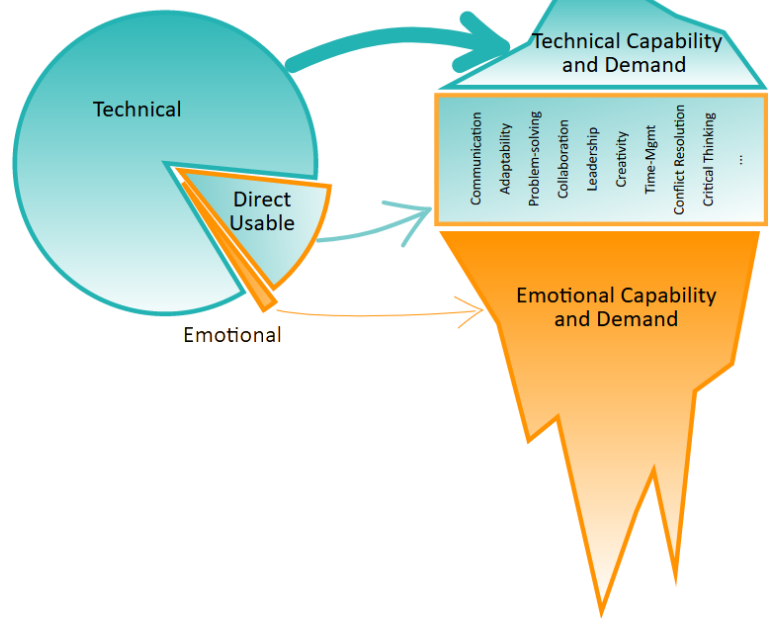 Technical
Direct
Usable
Emotional
Technical Capability
and Demand
Communication
Adaptability
Problem-solving
Collaboration
Leadership
Creativity
Time-Mgmt
Conflict Resolution
Critical Thinking
...
Emotional Capability
and Demand